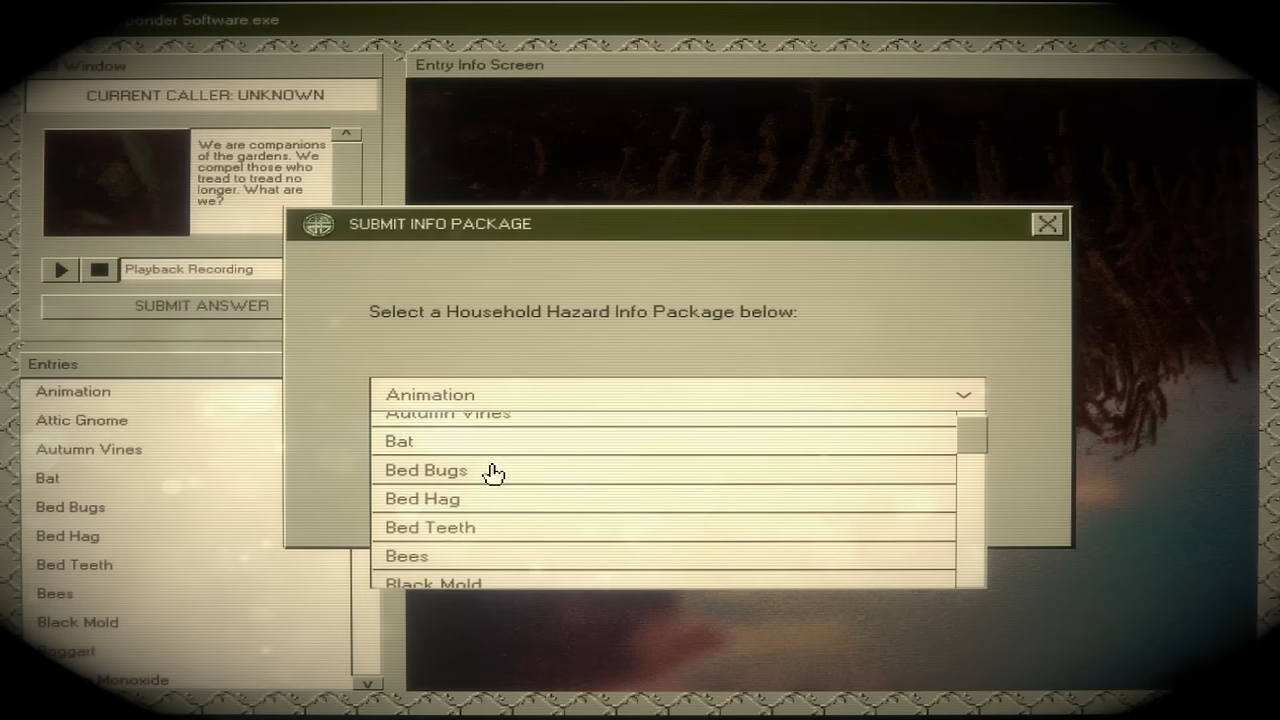 ponder Software.exe
Window
Entry Info Screen
CURRENT CALLER: UNKNOWN
We are companions
of the gardens. We
compel those who
tread to tread no
longer. What are
we?
Playback Recording
SUBMIT ANSWER
SUBMIT INFO PACKAGE
Select a Household Hazard Info Package below:
Animation
Autumn Vines
Bat
Bed Bugs
Bed Hag
Bed Teeth
Bees
Black Mold
Entries
Animation
Attic Gnome
Autumn Vines
Bat
Bed Bugs
Bed Hag
Bed Teeth
Bees
Black Mold
Boggart
Monoxide